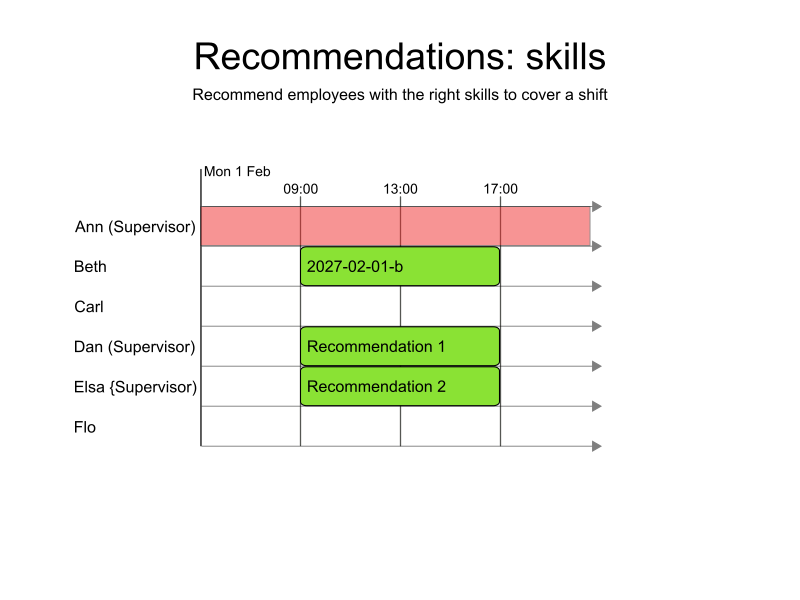 Recommendations: skills
Recommend employees with the right skills to cover a shift
Mon 1 Feb
09:00 13:00 17:00
Ann (Supervisor)
Beth 2027-02-01-b
Carl
Dan (Supervisor) Recommendation 1
Elsa {Supervisor) Recommendation 2
Flo